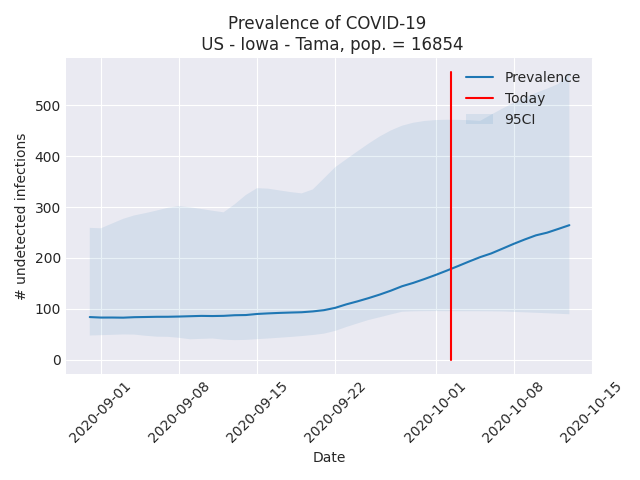 Prevalence of COVID-19
US - Iowa - Tama, pop. = 16854
Prevalence
Today
95CI
# undetected infections
500
400
300
200
100
0
2020-09-01
2020-09-08
2020-09-15
2020-09-22
2020-10-01
2020-10-08
2020-10-15
Date